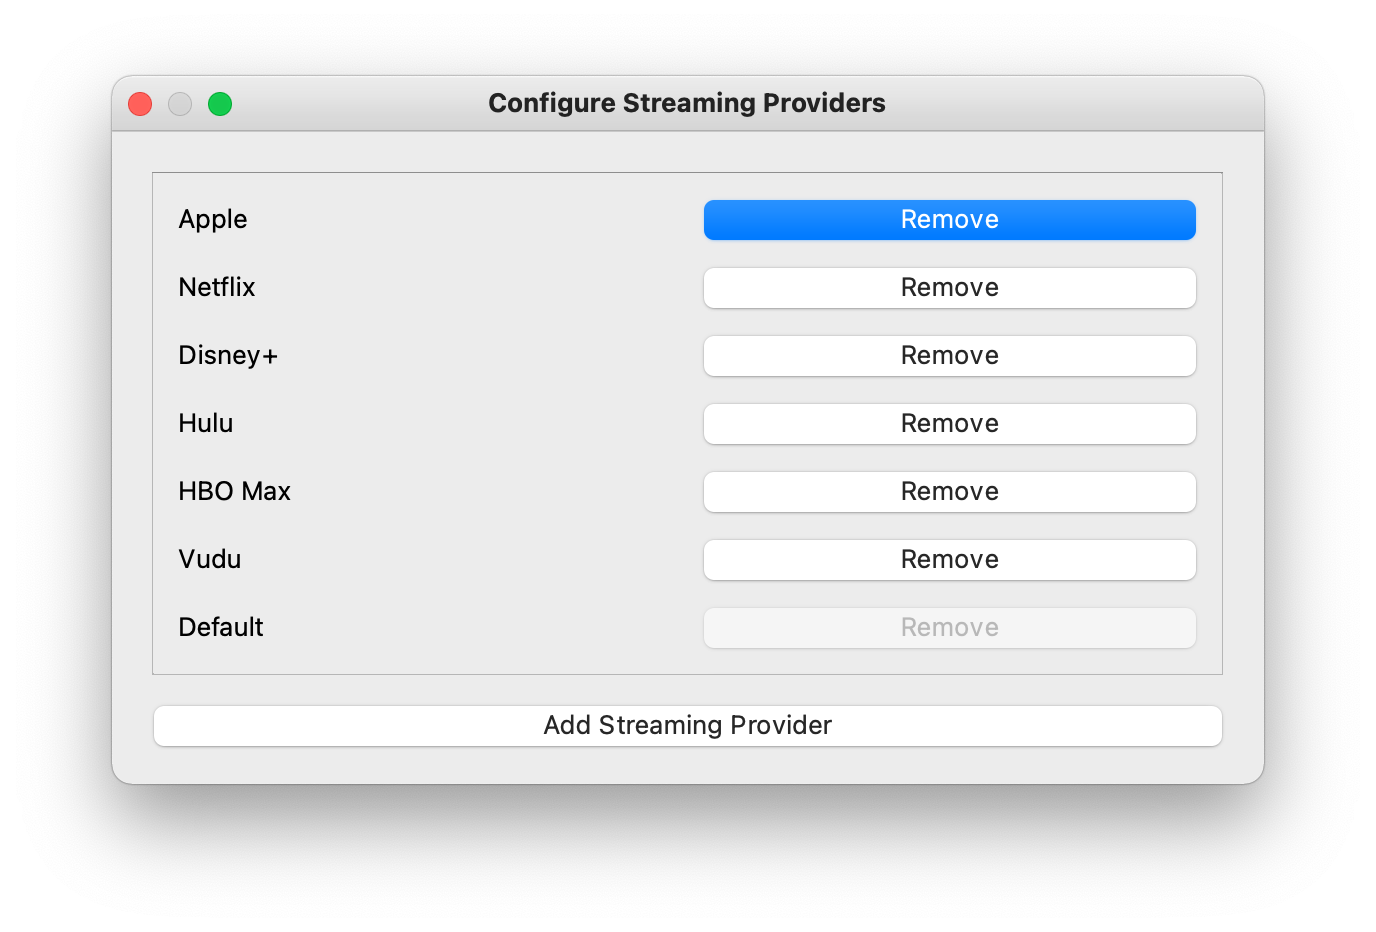 Configure Streaming Providers
Apple Remove
Netflix Remove
Disney+ Remove
Hulu Remove
HBO Max Remove
Vudu Remove
Default Remove
Add Streaming Provider